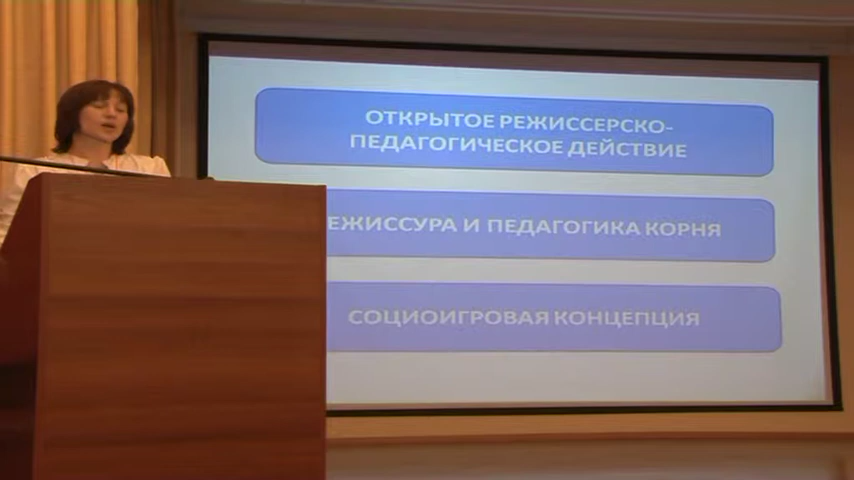 ОТКРЫТОЕ РЕЖИССЕРСКО-
ПЕДАГОГИЧЕСКОЕ ДЕЙСТВИЕ
ЕЖИССУРА И ПЕДАГОГИКА КОРНЯ
СОЦИОИГРОВАЯ КОНЦЕПЦИЯ